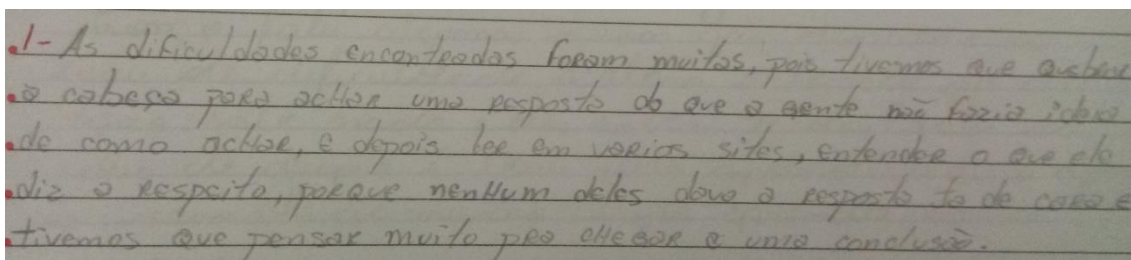 1- As dificuldades encontradas foram muitas, pois tivemos que quebrar
a cabeça para achar uma resposta do que a gente não fazia ideia
de como achar, e depois ler em varios sites, entender o que ele
diz a respeito, porque nenhum deles dava a resposta to de cara e
tivemos que pensar muito pra chegar a uma conclusão.